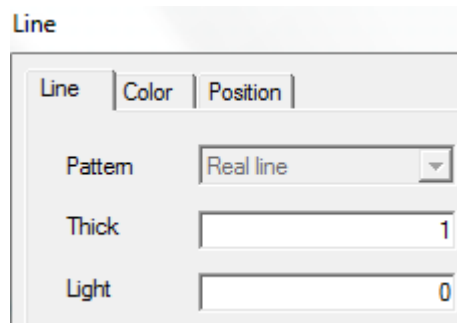 Line
Line Color Position
Pattern Real line
Thick 1
Light 0